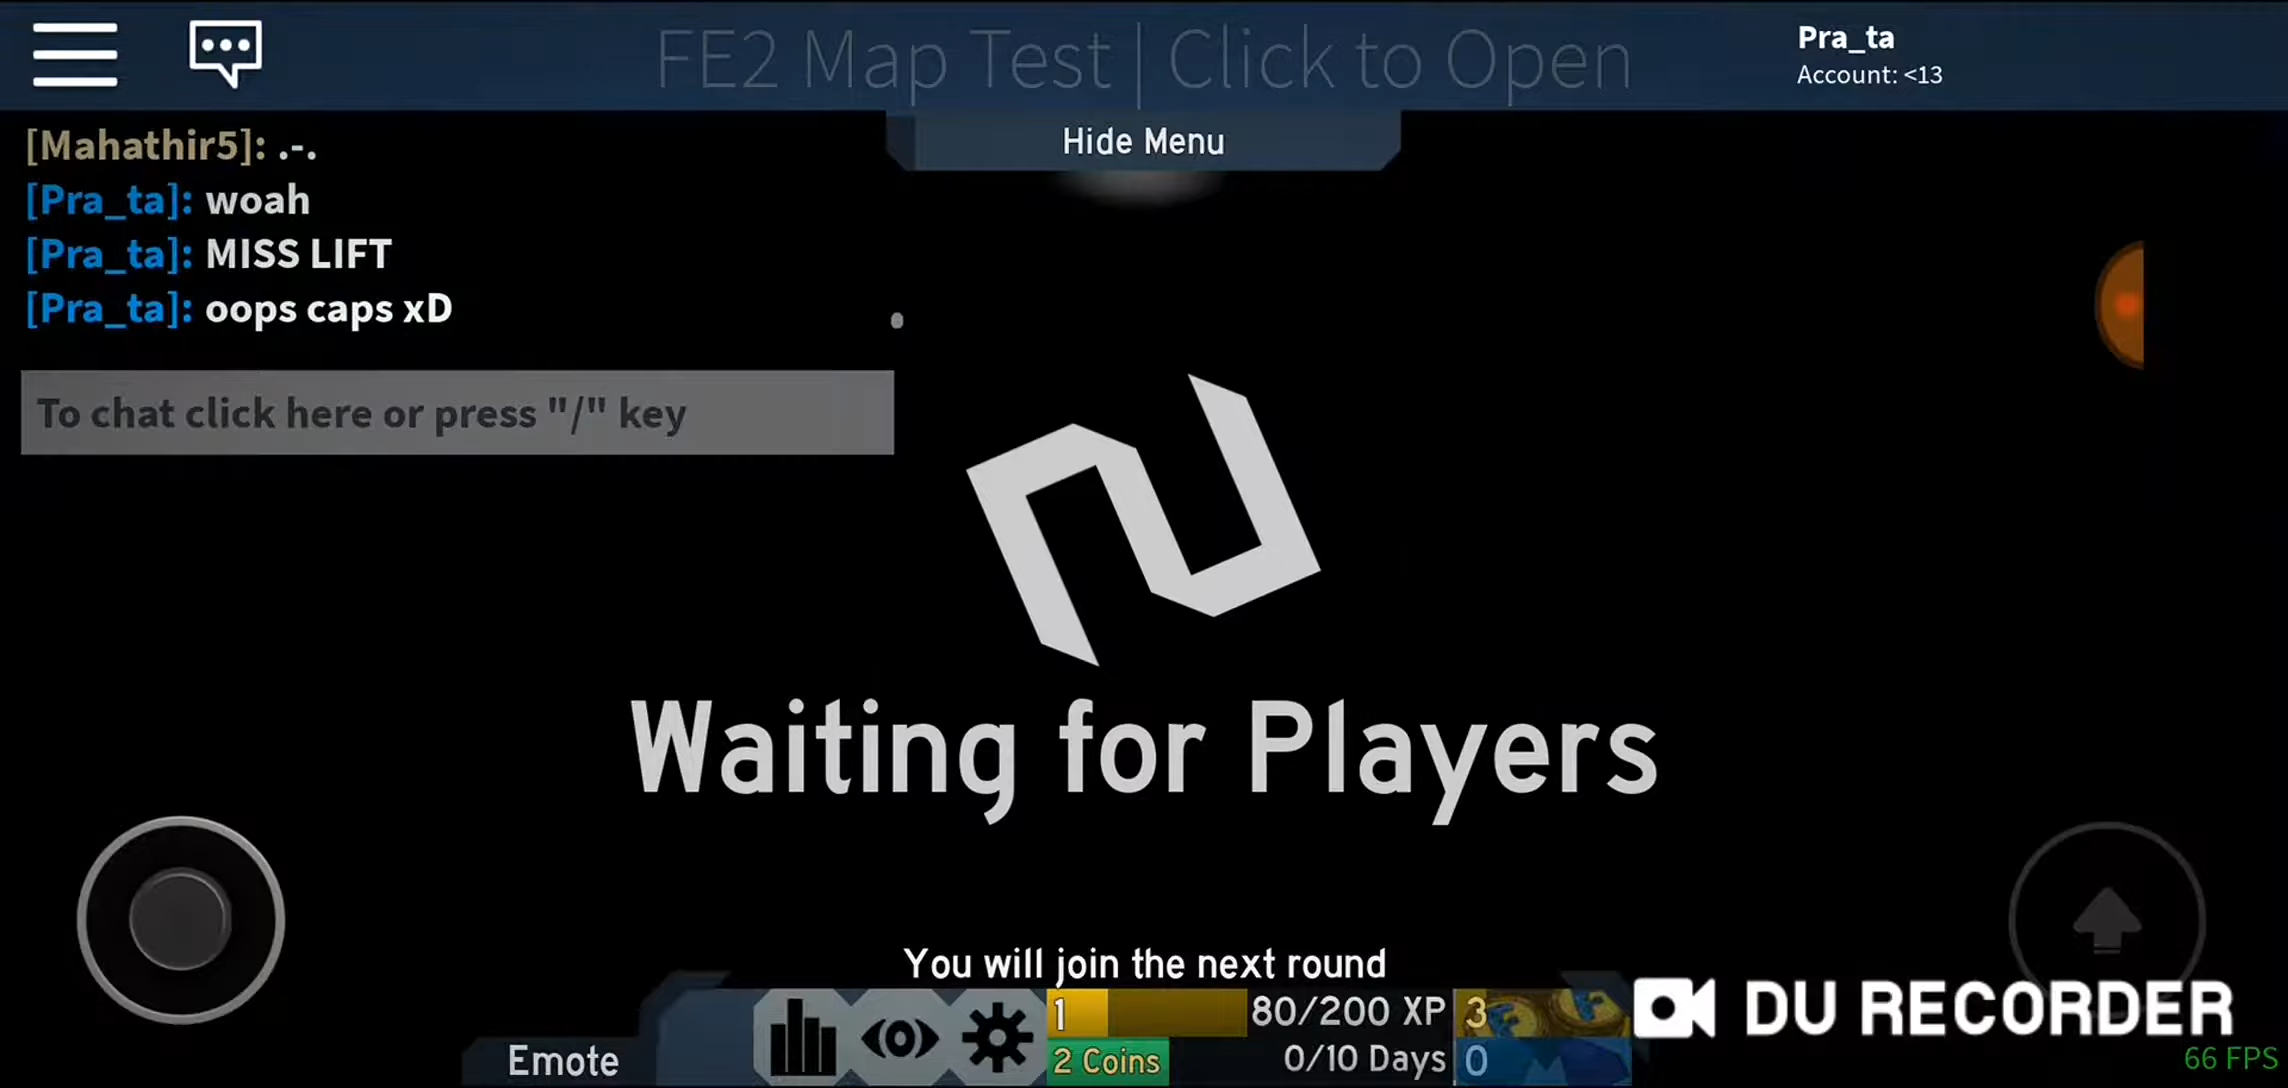 FE2 Map Test | Click to Open
Pra_ta
Account: <13
Hide Menu
[Mahathir5]: .-.
[Pra_ta]: woah
[Pra_ta]: MISS LIFT
[Pra_ta]: oops caps xD
To chat click here or press "/" key
Waiting for Players
You will join the next round
Emote
1
80/200 XP
3
2 Coins
0/10 Days
0
DU RECORDER
66 FPS